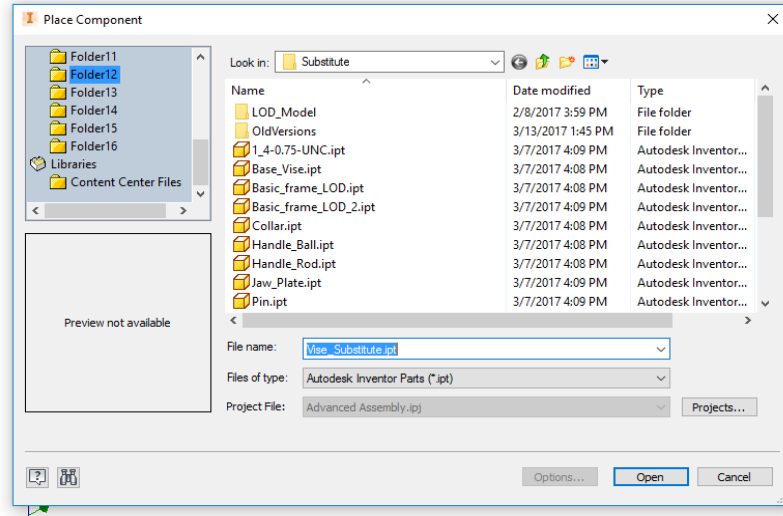 Place Component
Folder11
Folder12
Folder13
Folder14
Folder15
Folder16
Libraries
Content Center Files
Preview not available
Look in: Substitute
Name Date modified Type
LOD_Model 2/8/2017 3:59 PM File folder
OldVersions 3/13/2017 1:45 PM File folder
1_4-0.75-UNC.ipt 3/7/2017 4:09 PM Autodesk Inventor...
Base_Vise.ipt 3/7/2017 4:08 PM Autodesk Inventor...
Basic_frame_LOD.ipt 3/7/2017 4:08 PM Autodesk Inventor...
Basic_frame_LOD_2.ipt 3/7/2017 4:09 PM Autodesk Inventor...
Collar.ipt 3/7/2017 4:08 PM Autodesk Inventor...
Handle_Ball.ipt 3/7/2017 4:08 PM Autodesk Inventor...
Handle_Rod.ipt 3/7/2017 4:08 PM Autodesk Inventor...
Jaw_Plate.ipt 3/7/2017 4:09 PM Autodesk Inventor...
Pin.ipt 3/7/2017 4:09 PM Autodesk Inventor...
File name: Vise_Substitute.ipt
Files of type: Autodesk Inventor Parts (*.ipt)
Project File: Advanced Assembly.ipj Projects...
Options... Open Cancel